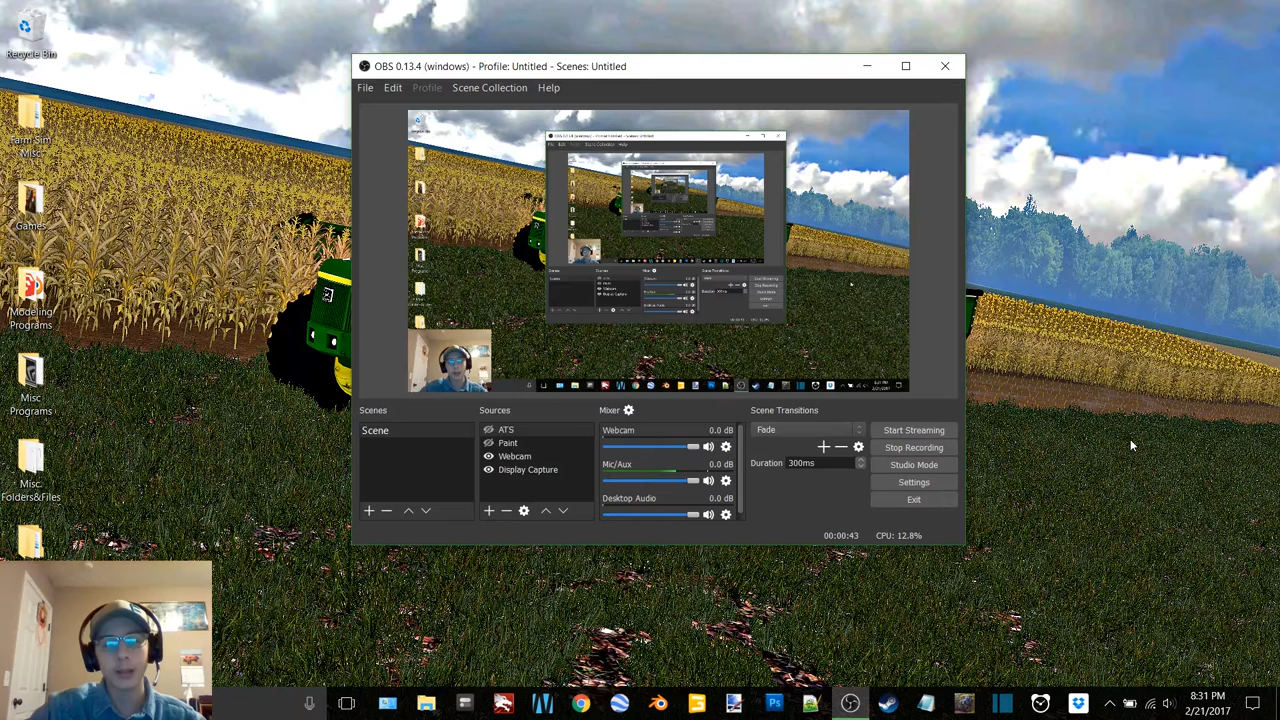 Recycle Bin
Farm Sim
Misc.
Games
Modeling
Programs
Misc
Programs
Misc.
Folders&Files
OBS 0.13.4 (windows) - Profile: Untitled - Scenes: Untitled
File Edit Profile Scene Collection Help
Scenes
Scene
Sources
ATS
Paint
Webcam
Display Capture
Mixer
Webcam 0.0 dB
Mic/Aux 0.0 dB
Desktop Audio 0.0 dB
Scene Transitions
Fade
Duration 300ms
Start Streaming
Stop Recording
Studio Mode
Settings
Exit
00:00:43 CPU: 12.8%
8:31 PM
2/21/2017